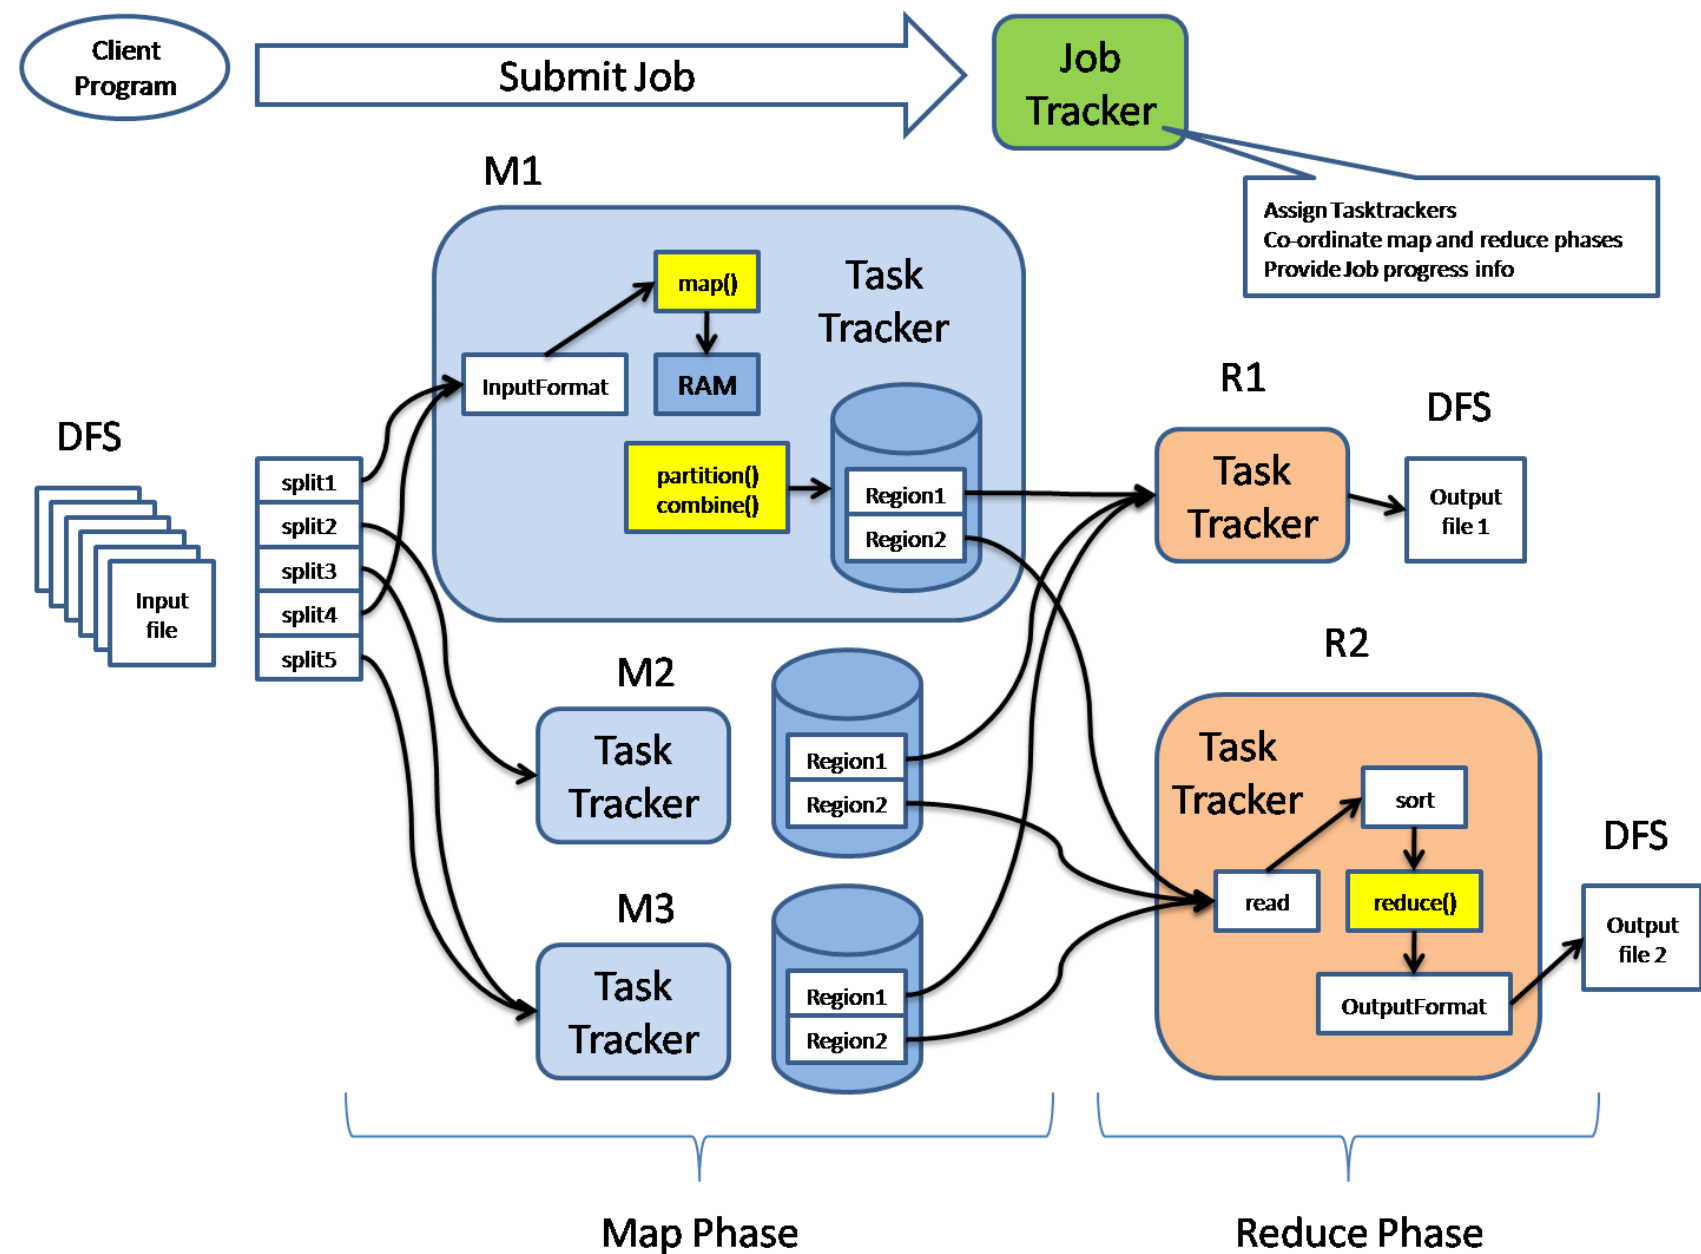 Client
Program
Submit Job
Job
Tracker
Assign Tasktrackers
Co-ordinate map and reduce phases
Provide Job progress info
M1
map()
Task
Tracker
InputFormat
RAM
partition()
combine()
Region1
Region2
DFS
Input
file
split1
split2
split3
split4
split5
M2
Task
Tracker
Region1
Region2
M3
Task
Tracker
Region1
Region2
R1
Task
Tracker
DFS
Output
file 1
R2
Task
Tracker
sort
read
reduce()
OutputFormat
DFS
Output
file 2
Map Phase
Reduce Phase